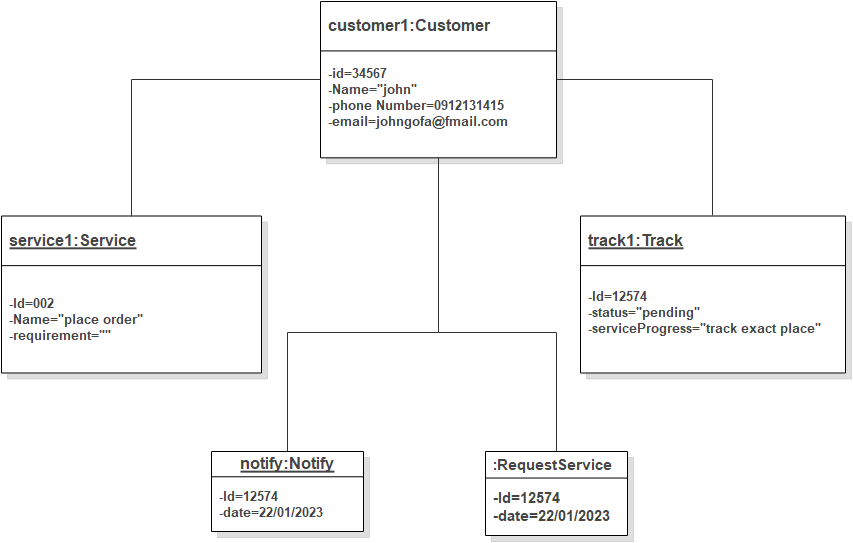 customer1:Customer
-id=34567
-Name="john"
-phone Number=0912131415
-email=johngofa@fmail.com
service1:Service
-Id=002
-Name="place order"
-requirement=""
track1:Track
-Id=12574
-status="pending"
-serviceProgress="track exact place"
notify:Notify
-Id=12574
-date=22/01/2023
:RequestService
-Id=12574
-date=22/01/2023